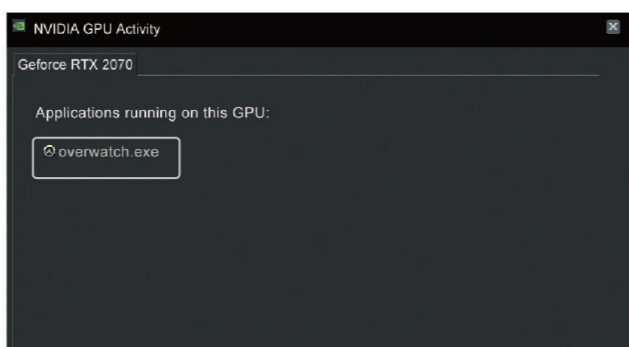 NVIDIA GPU Activity
Geforce RTX 2070
Applications running on this GPU:
overwatch.exe